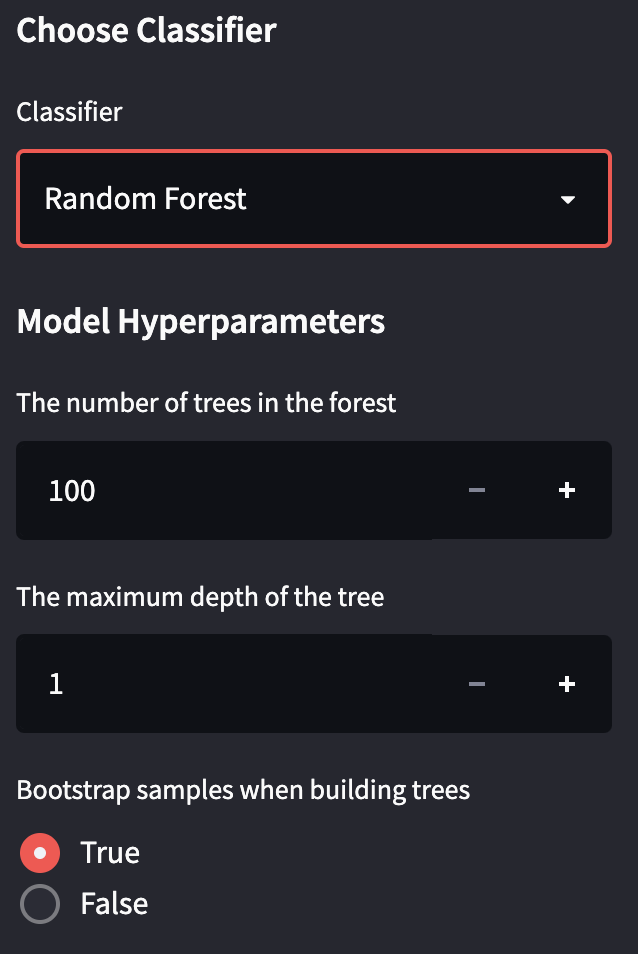 Choose Classifier
Classifier
Random Forest
Model Hyperparameters
The number of trees in the forest
100
The maximum depth of the tree
1
Bootstrap samples when building trees
True
False